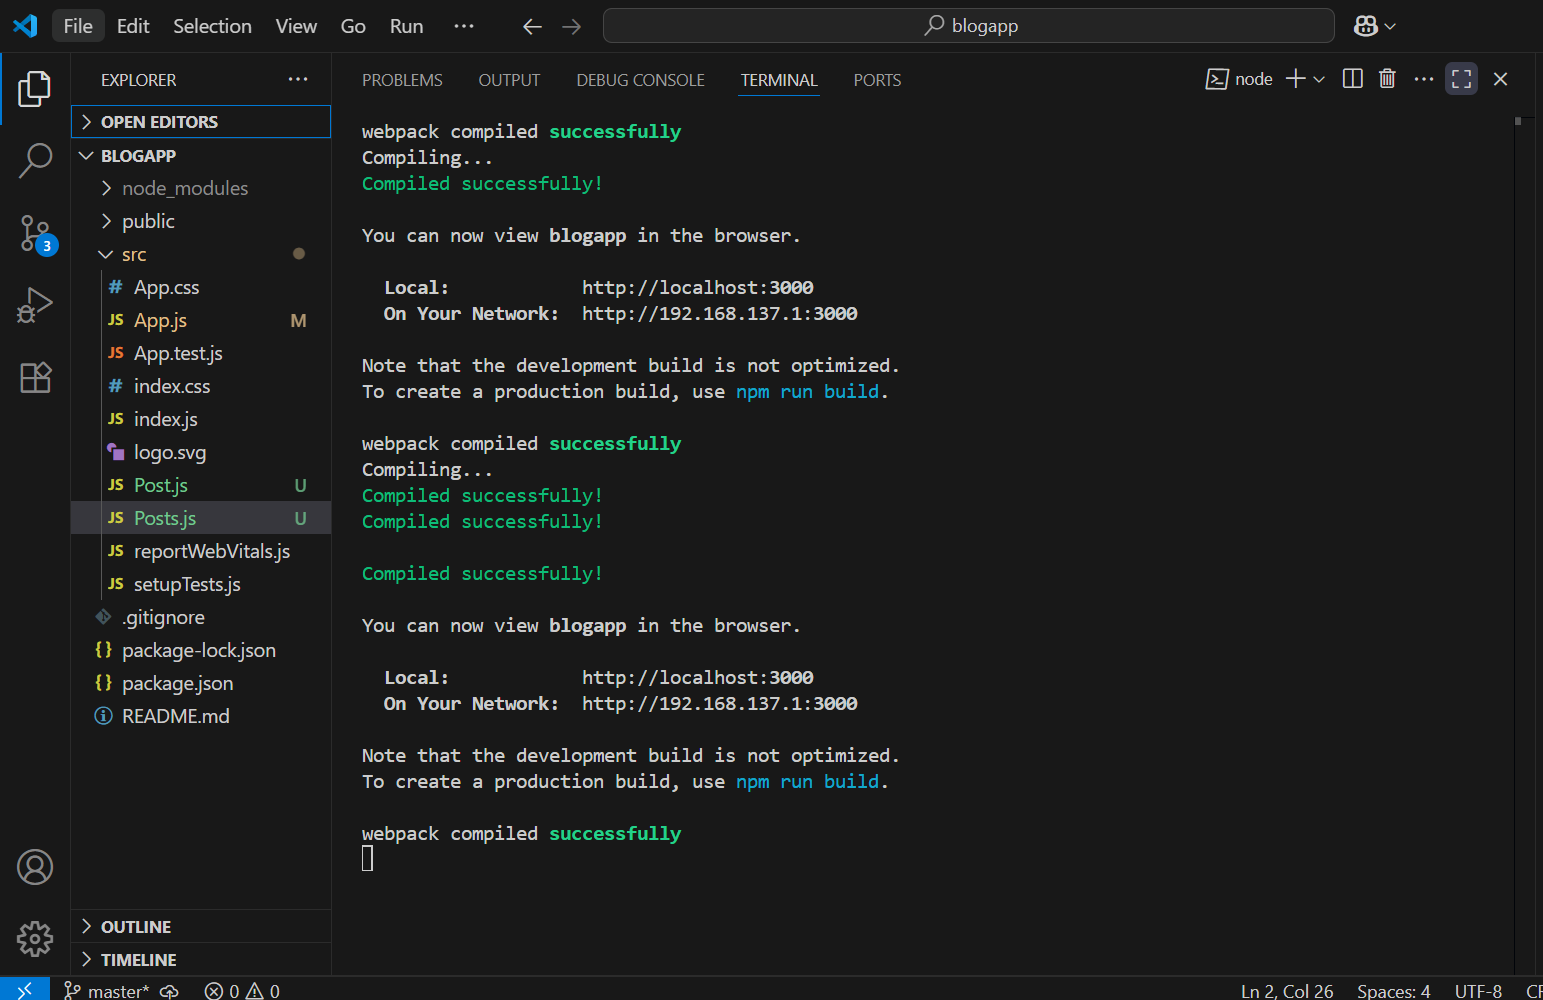 File Edit Selection View Go Run ··· blogapp
EXPLORER ···
OPEN EDITORS
BLOGAPP
node_modules
public
src
# App.css
JS App.js M
JS App.test.js
# index.css
JS index.js
logo.svg
JS Post.js U
JS Posts.js U
JS reportWebVitals.js
JS setupTests.js
.gitignore
{} package-lock.json
{} package.json
README.md
OUTLINE
TIMELINE
3
PROBLEMS OUTPUT DEBUG CONSOLE TERMINAL PORTS node ···
webpack compiled successfully
Compiling...
Compiled successfully!
You can now view blogapp in the browser.
Local: http://localhost:3000
On Your Network: http://192.168.137.1:3000
Note that the development build is not optimized.
To create a production build, use npm run build.
webpack compiled successfully
Compiling...
Compiled successfully!
Compiled successfully!
Compiled successfully!
You can now view blogapp in the browser.
Local: http://localhost:3000
On Your Network: http://192.168.137.1:3000
Note that the development build is not optimized.
To create a production build, use npm run build.
webpack compiled successfully
master* 0 0 Ln 2, Col 26 Spaces: 4 UTF-8